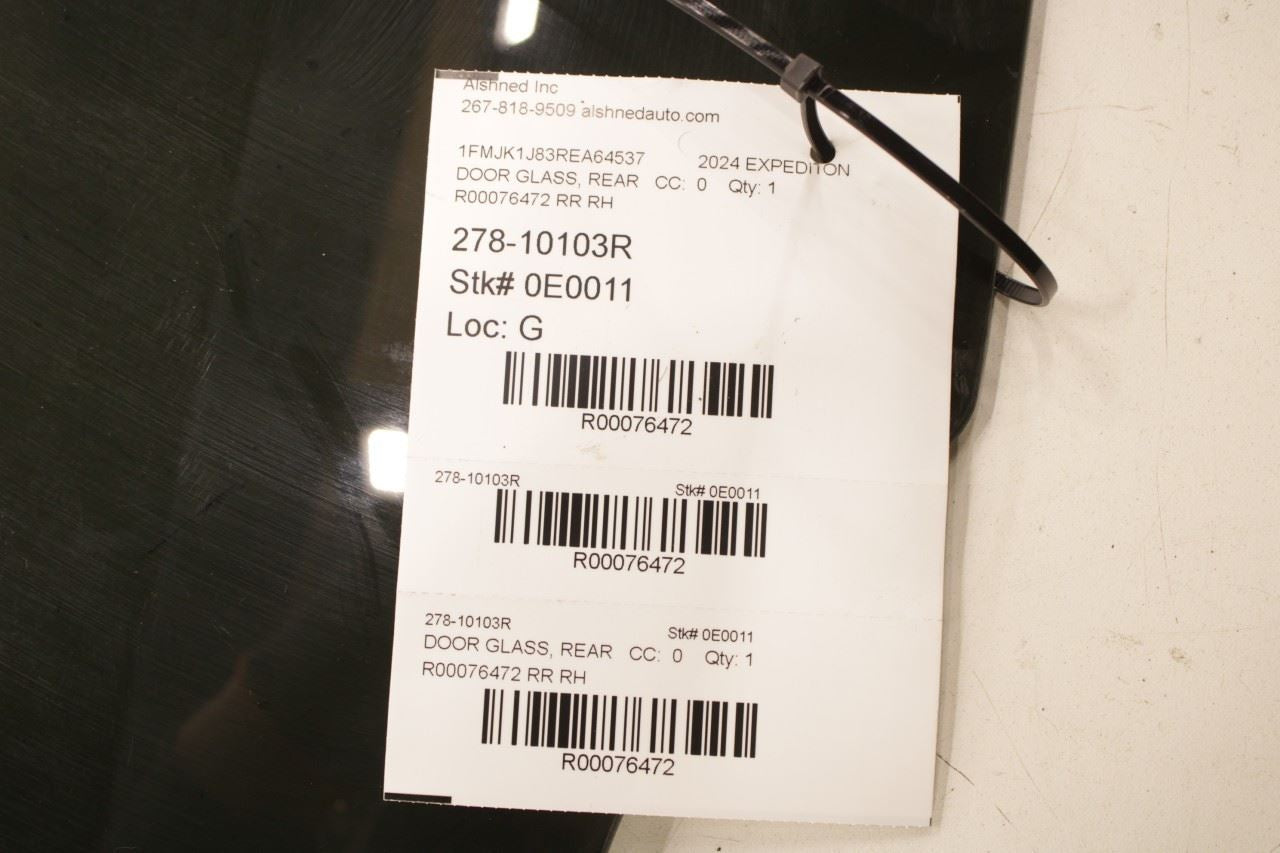 Alshned Inc
267-818-9509 alshnedauto.com
1FMJK1J83REA64537 2024 EXPEDITON
DOOR GLASS, REAR CC: 0 Qty: 1
R00076472 RR RH
278-10103R
Stk# 0E0011
Loc: G
R00076472
278-10103R Stk# 0E0011
R00076472
278-10103R Stk# 0E0011
DOOR GLASS, REAR CC: 0 Qty: 1
R00076472 RR RH
R00076472